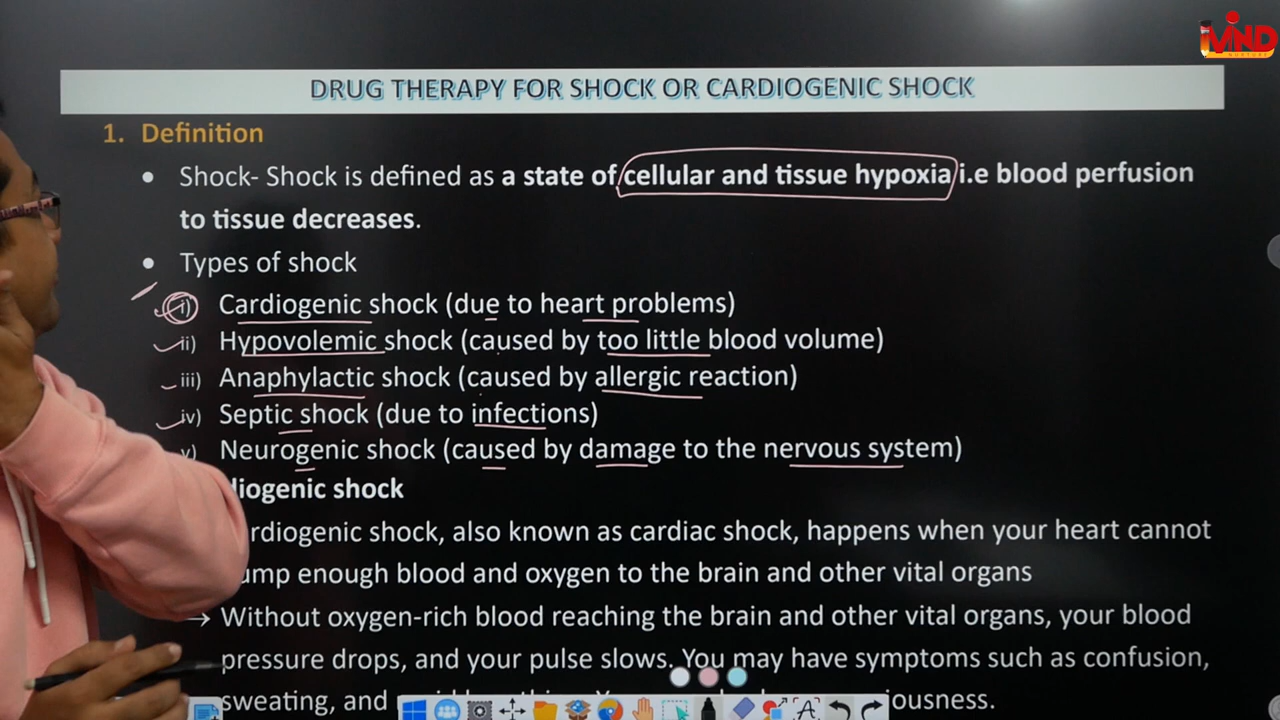 MIND
DRUG THERAPY FOR SHOCK OR CARDIOGENIC SHOCK
1. Definition
• Shock- Shock is defined as a state of cellular and tissue hypoxia i.e blood perfusion
to tissue decreases.
• Types of shock
i) Cardiogenic shock (due to heart problems)
ii) Hypovolemic shock (caused by too little blood volume)
iii) Anaphylactic shock (caused by allergic reaction)
iv) Septic shock (due to infections)
v) Neurogenic shock (caused by damage to the nervous system)
diogenic shock
rdiogenic shock, also known as cardiac shock, happens when your heart cannot
ump enough blood and oxygen to the brain and other vital organs
→ Without oxygen-rich blood reaching the brain and other vital organs, your blood
pressure drops, and your pulse slows. You may have symptoms such as confusion,
sweating, and
iousness.